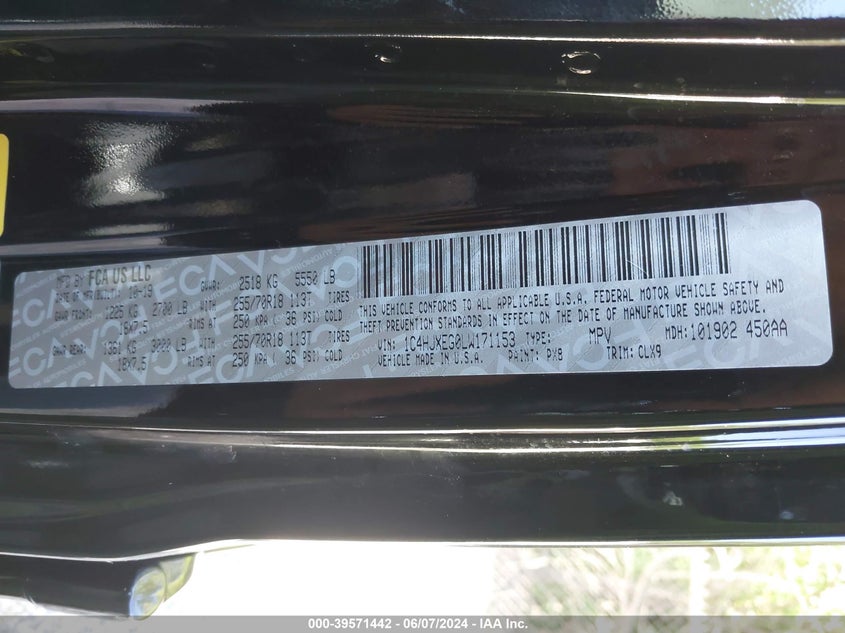 MFD BY FCA US LLC GVWR: 2518 KG 5550 LB
DATE OF MFR 10-19
GAWR FRONT: 1225 KG 2700 LB WITH 255/70R18 113T TIRES
18X7.5 RIMS AT 250 KPA ( 36 PSI) COLD
GAWR REAR: 1361 KG 3000 LB WITH 255/70R18 113T TIRES
18X7.5 RIMS AT 250 KPA ( 36 PSI) COLD
THIS VEHICLE CONFORMS TO ALL APPLICABLE U.S.A. FEDERAL MOTOR VEHICLE SAFETY AND
THEFT PREVENTION STANDARDS IN EFFECT ON THE DATE OF MANUFACTURE SHOWN ABOVE.
VIN: 1C4HJXEG0LW171153 TYPE: MPV MDH: 101902 450AA
VEHICLE MADE IN U.S.A. PAINT: PX8 TRIM: CLX9
000-39571442 - 06/07/2024 - IAA Inc.